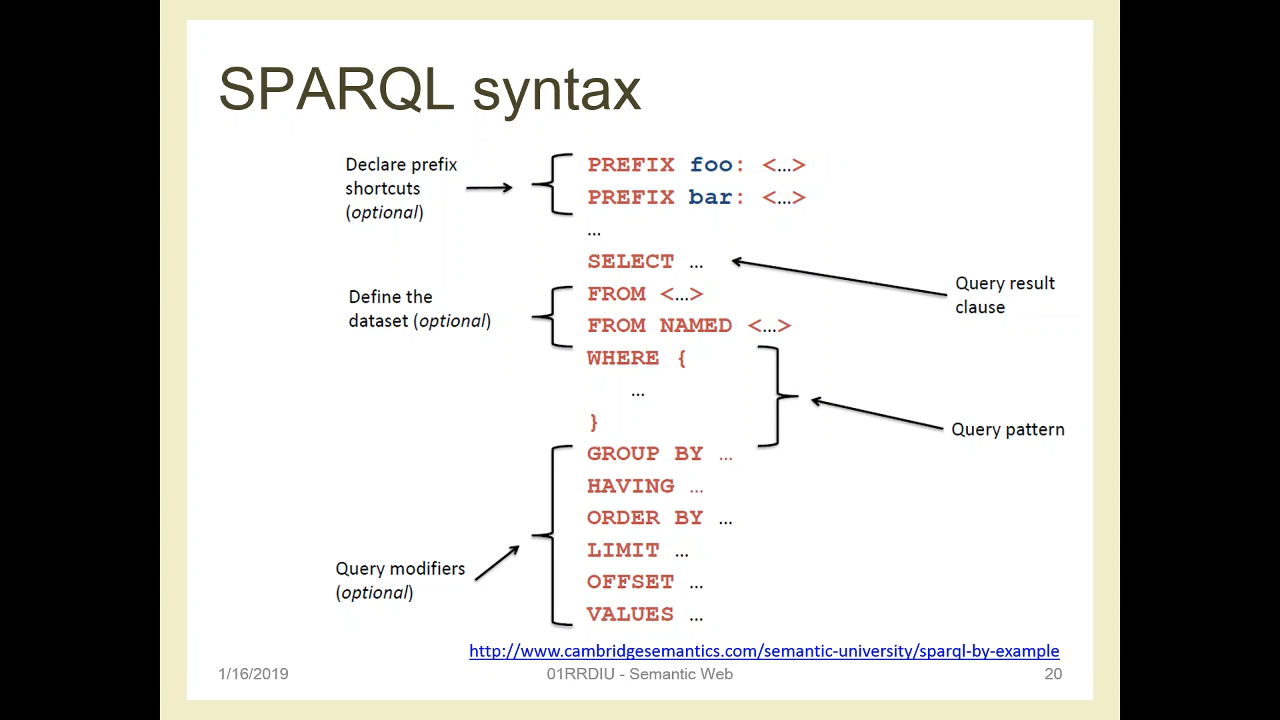 SPARQL syntax
Declare prefix
shortcuts
(optional)
PREFIX foo: <…>
PREFIX bar: <…>
…
SELECT …
Query result
clause
Define the
dataset (optional)
FROM <…>
FROM NAMED <…>
WHERE {
…
}
Query pattern
GROUP BY …
HAVING …
ORDER BY …
LIMIT …
OFFSET …
VALUES …
Query modifiers
(optional)
http://www.cambridgesemantics.com/semantic-university/sparql-by-example
1/16/2019
01RRDIU - Semantic Web
20